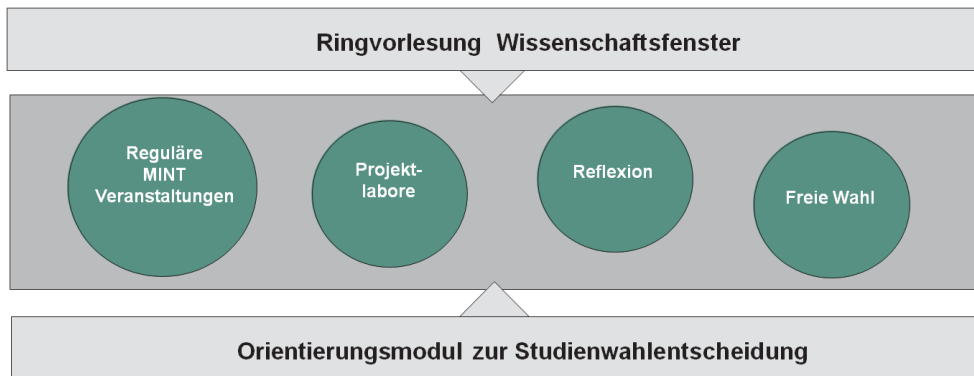 Ringvorlesung Wissenschaftsfenster
Reguläre
MINT
Veranstaltungen
Projekt-
labore
Reflexion
Freie Wahl
Orientierungsmodul zur Studienwahlentscheidung